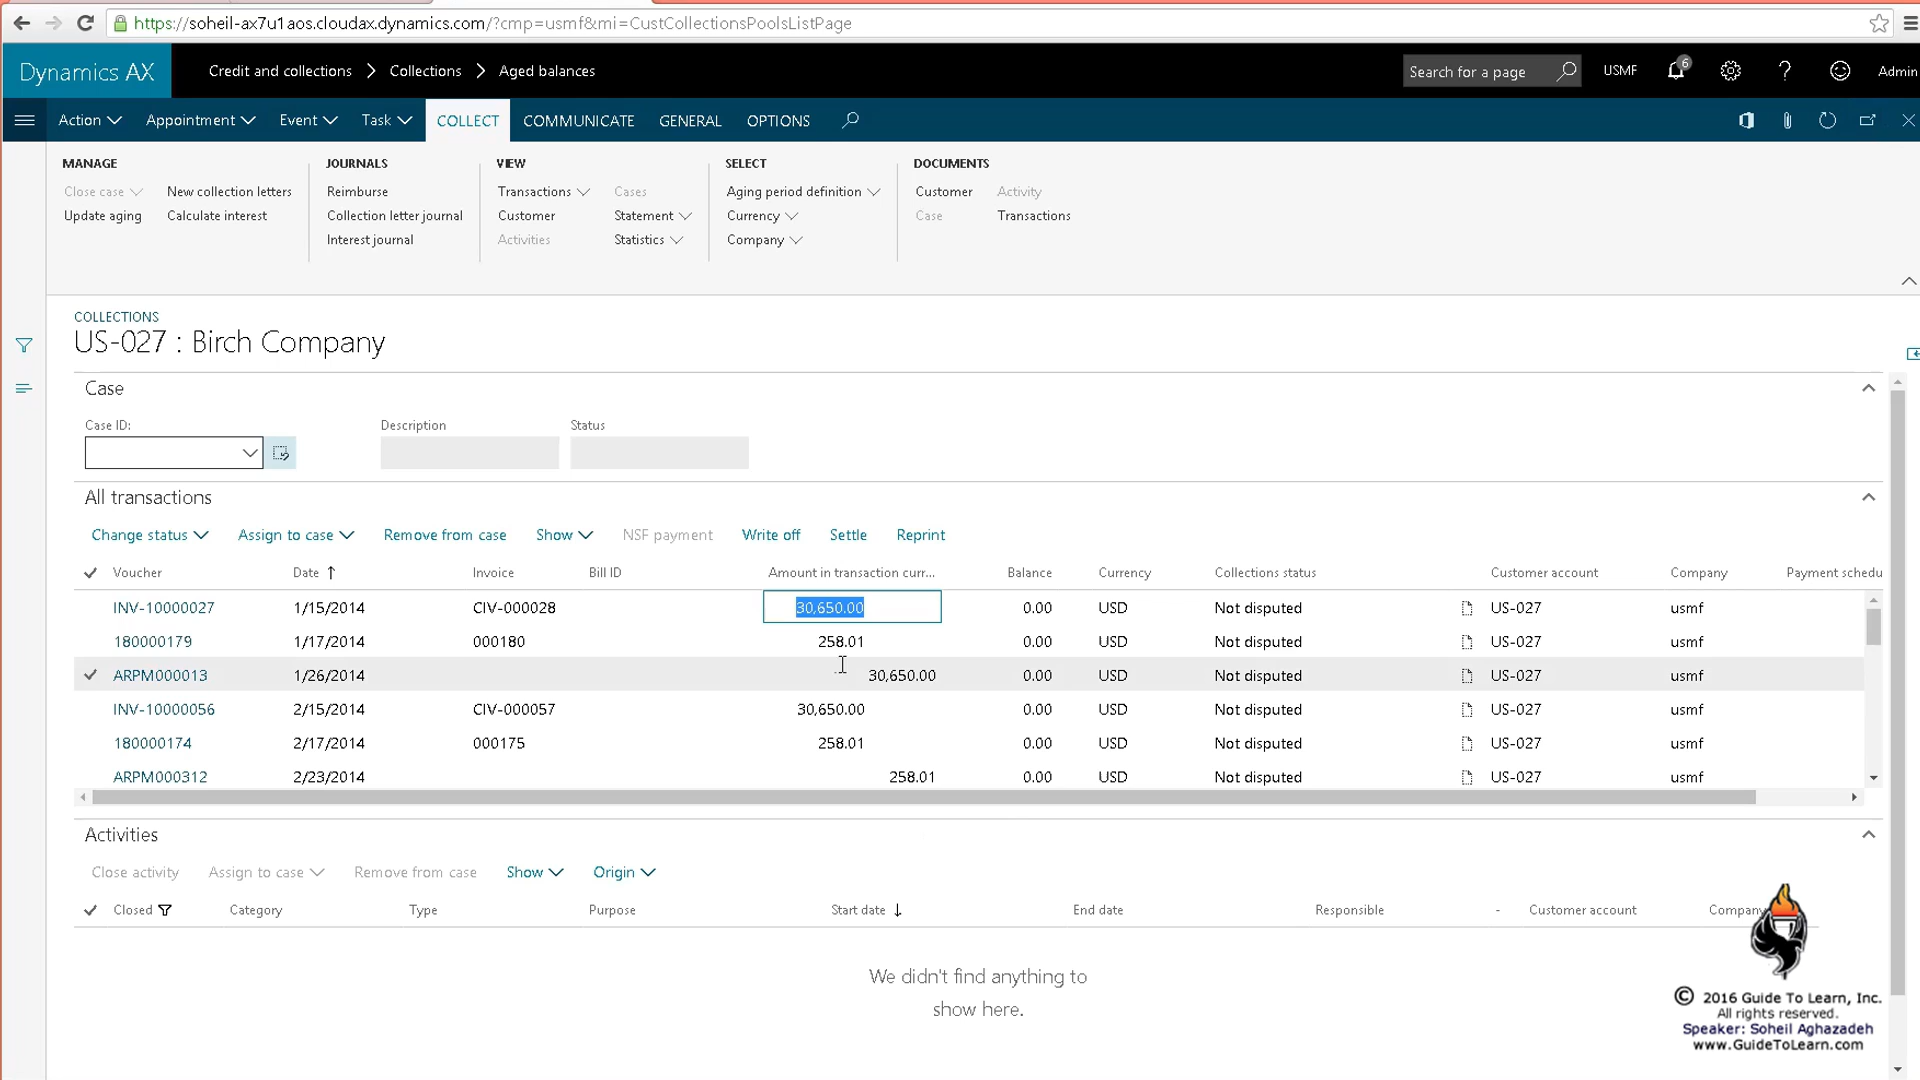 https://soheil-ax7u1aos.cloudax.dynamics.com/?cmp=usmf&mi=CustCollectionsPoolsListPage
Dynamics AX Credit and collections Collections Aged balances Search for a page USMF 6 Admin
Action Appointment Event Task COLLECT COMMUNICATE GENERAL OPTIONS
MANAGE JOURNALS VIEW SELECT DOCUMENTS
Close case New collection letters Reimburse Transactions Cases Aging period definition Customer Activity
Update aging Calculate interest Collection letter journal Customer Statement Currency Case Transactions
Interest journal Activities Statistics Company
COLLECTIONS
US-027 : Birch Company
Case
Case ID: Description Status
All transactions
Change status Assign to case Remove from case Show NSF payment Write off Settle Reprint
Voucher Date Invoice Bill ID Amount in transaction curr... Balance Currency Collections status Customer account Company Payment schedu
INV-10000027 1/15/2014 CIV-000028 30,650.00 0.00 USD Not disputed US-027 usmf
180000179 1/17/2014 000180 258.01 0.00 USD Not disputed US-027 usmf
ARPM000013 1/26/2014 30,650.00 0.00 USD Not disputed US-027 usmf
INV-10000056 2/15/2014 CIV-000057 30,650.00 0.00 USD Not disputed US-027 usmf
180000174 2/17/2014 000175 258.01 0.00 USD Not disputed US-027 usmf
ARPM000312 2/23/2014 258.01 0.00 USD Not disputed US-027 usmf
Activities
Close activity Assign to case Remove from case Show Origin
Closed Category Type Purpose Start date End date Responsible - Customer account Company
We didn't find anything to
show here.
© 2016 Guide To Learn, Inc.
All rights reserved.
Speaker: Soheil Aghazadeh
www.GuideToLearn.com